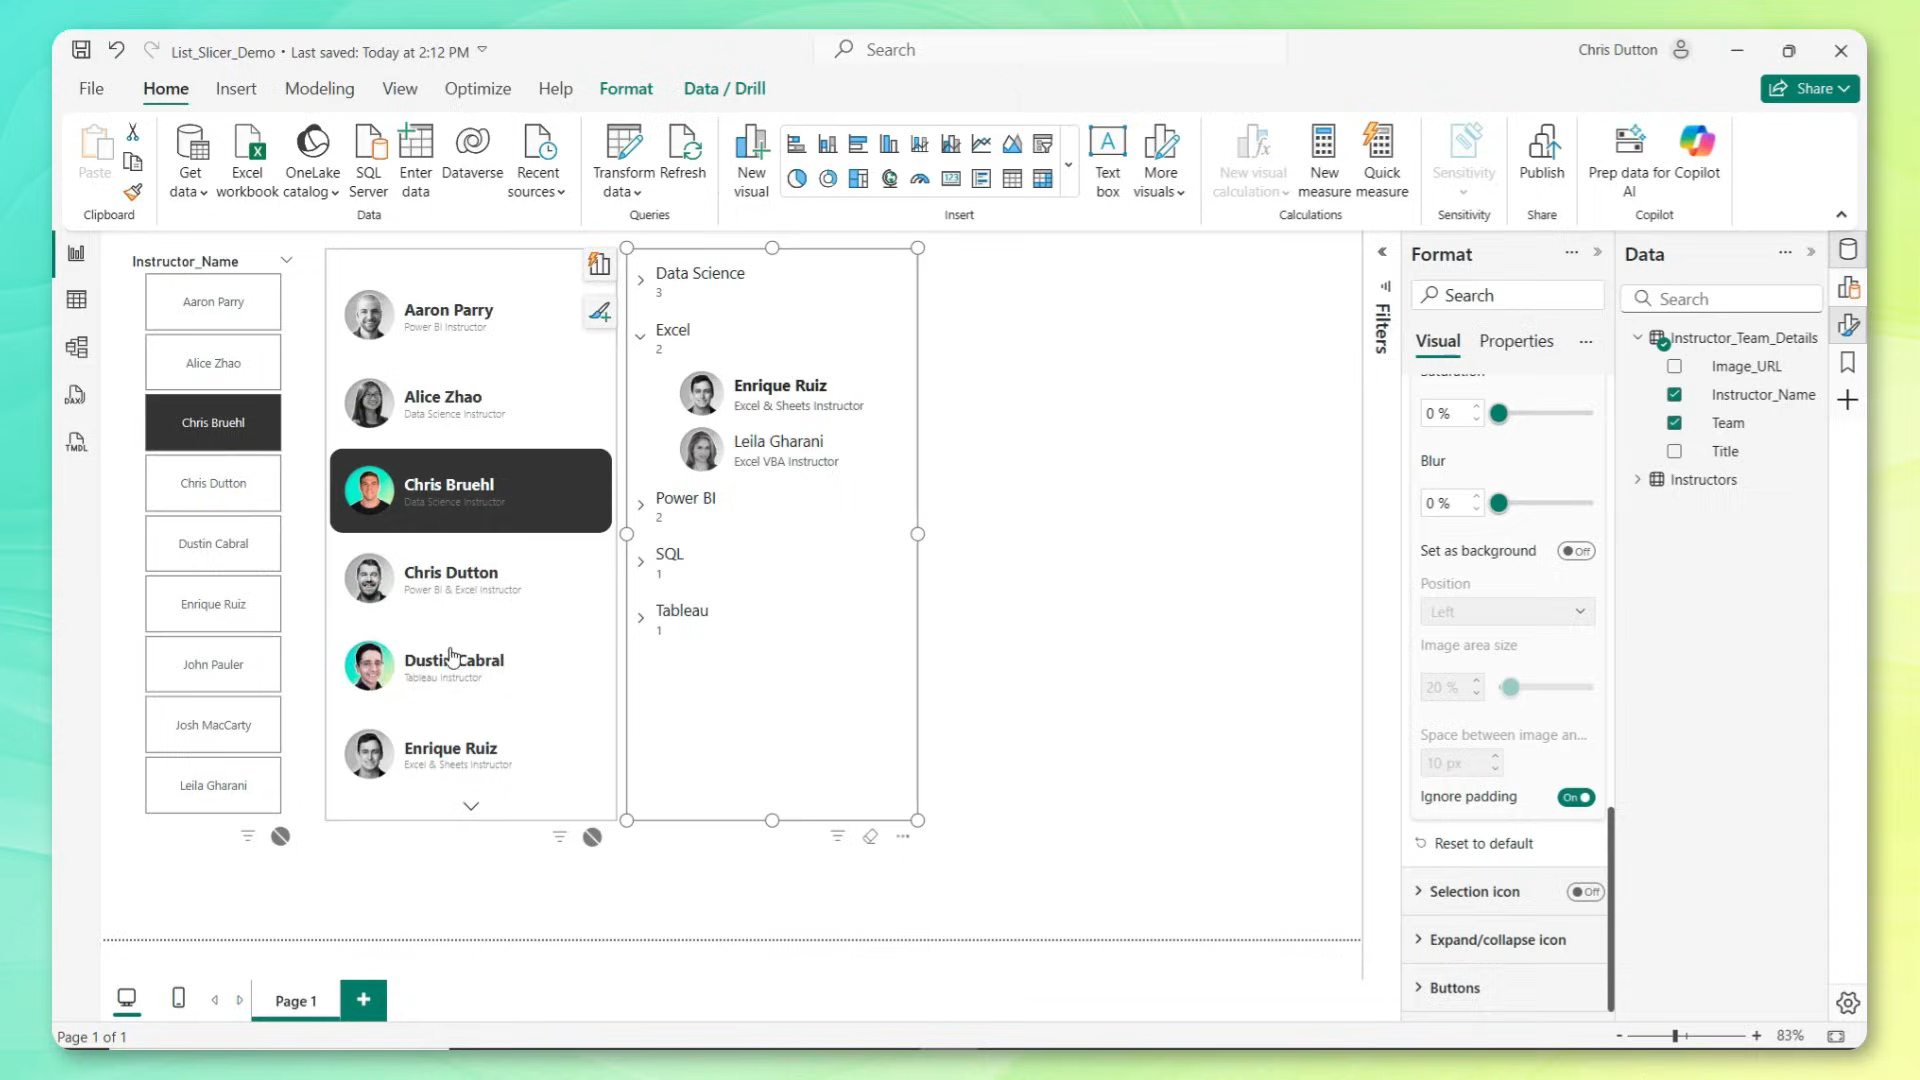 List_Slicer_Demo • Last saved: Today at 2:12 PM
Search
Chris Dutton
File
Home
Insert
Modeling
View
Optimize
Help
Format
Data / Drill
Share
Paste
Get data
Excel workbook
OneLake catalog
SQL Server
Enter data
Dataverse
Recent sources
Transform data
Refresh
New visual
Text box
More visuals
New visual calculation
New measure
Quick measure
Sensitivity
Publish
Prep data for AI
Copilot
Clipboard
Data
Queries
Insert
Calculations
Sensitivity
Share
Copilot
Instructor_Name
Aaron Parry
Alice Zhao
Chris Bruehl
Chris Dutton
Dustin Cabral
Enrique Ruiz
John Pauler
Josh MacCarty
Leila Gharani
Aaron Parry
Power BI Instructor
Alice Zhao
Data Science Instructor
Chris Bruehl
Data Science Instructor
Chris Dutton
Power BI & Excel Instructor
Dustin Cabral
Tableau Instructor
Enrique Ruiz
Excel & Sheets Instructor
Data Science
3
Excel
2
Enrique Ruiz
Excel & Sheets Instructor
Leila Gharani
Excel VBA Instructor
Power BI
2
SQL
1
Tableau
1
Filters
Format
Search
Visual
Properties
Saturation
0 %
Blur
0 %
Set as background
Off
Position
Left
Image area size
20 %
Space between image an...
10 px
Ignore padding
On
Reset to default
Selection icon
Off
Expand/collapse icon
Buttons
Data
Search
Instructor_Team_Details
Image_URL
Instructor_Name
Team
Title
Instructors
DAX
TMDL
Page 1
Page 1 of 1
83%